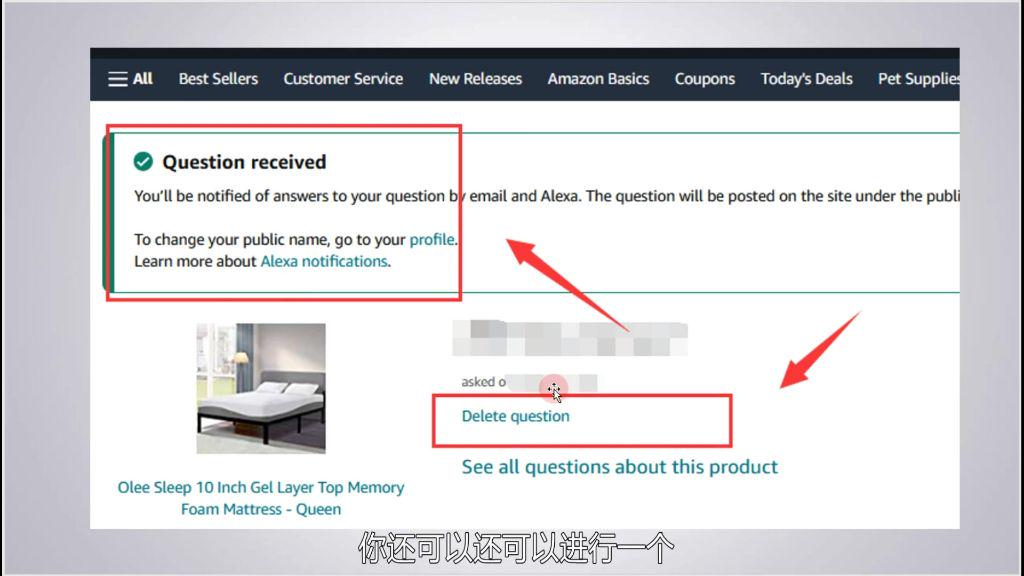 All Best Sellers Customer Service New Releases Amazon Basics Coupons Today's Deals Pet Supplies
Question received
You'll be notified of answers to your question by email and Alexa. The question will be posted on the site under the publi
To change your public name, go to your profile.
Learn more about Alexa notifications.
asked o
Delete question
See all questions about this product
Olee Sleep 10 Inch Gel Layer Top Memory
Foam Mattress - Queen
你还可以还可以进行一个